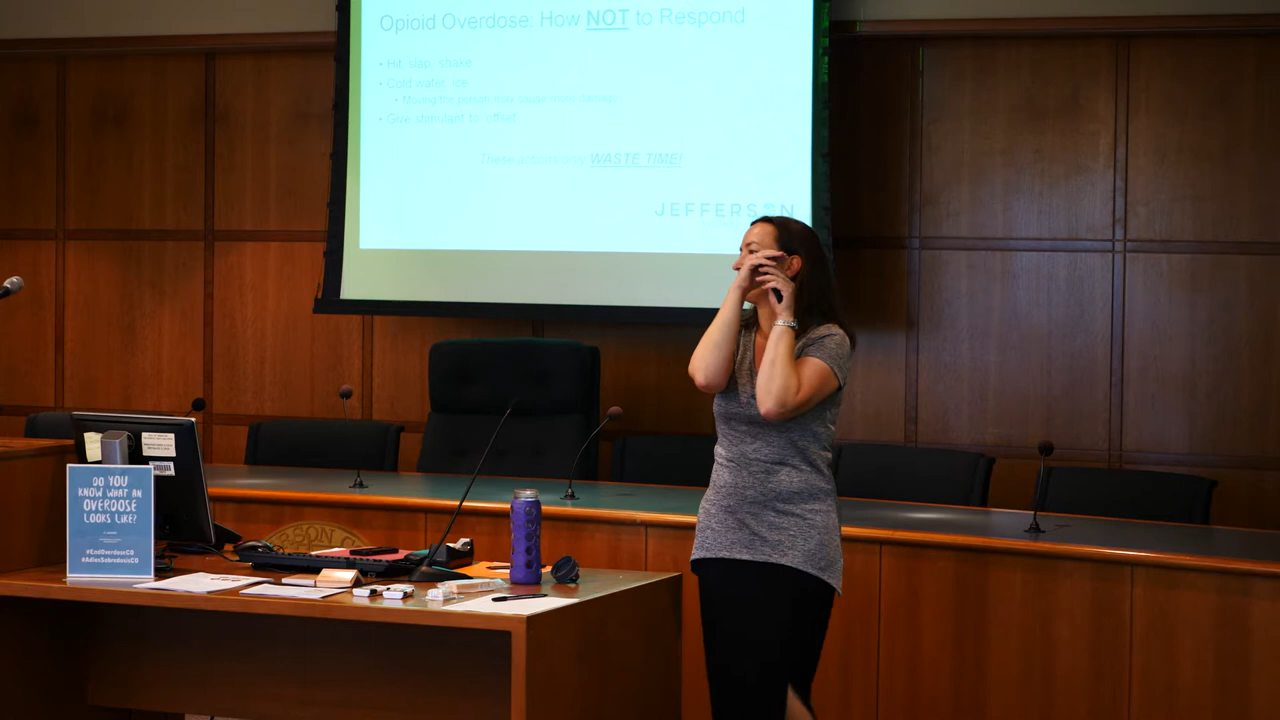 Opioid Overdose: How NOT to Respond
• Hit, slap, shake
• Cold water, ice
• Moving the person may cause more damage
• Give stimulant to "offset"
These actions only WASTE TIME!
JEFFERSON
DO YOU
KNOW WHAT AN
OVERDOSE
LOOKS LIKE?
#EndOverdoseCO
#AdiosSobredosisCO
RSON C